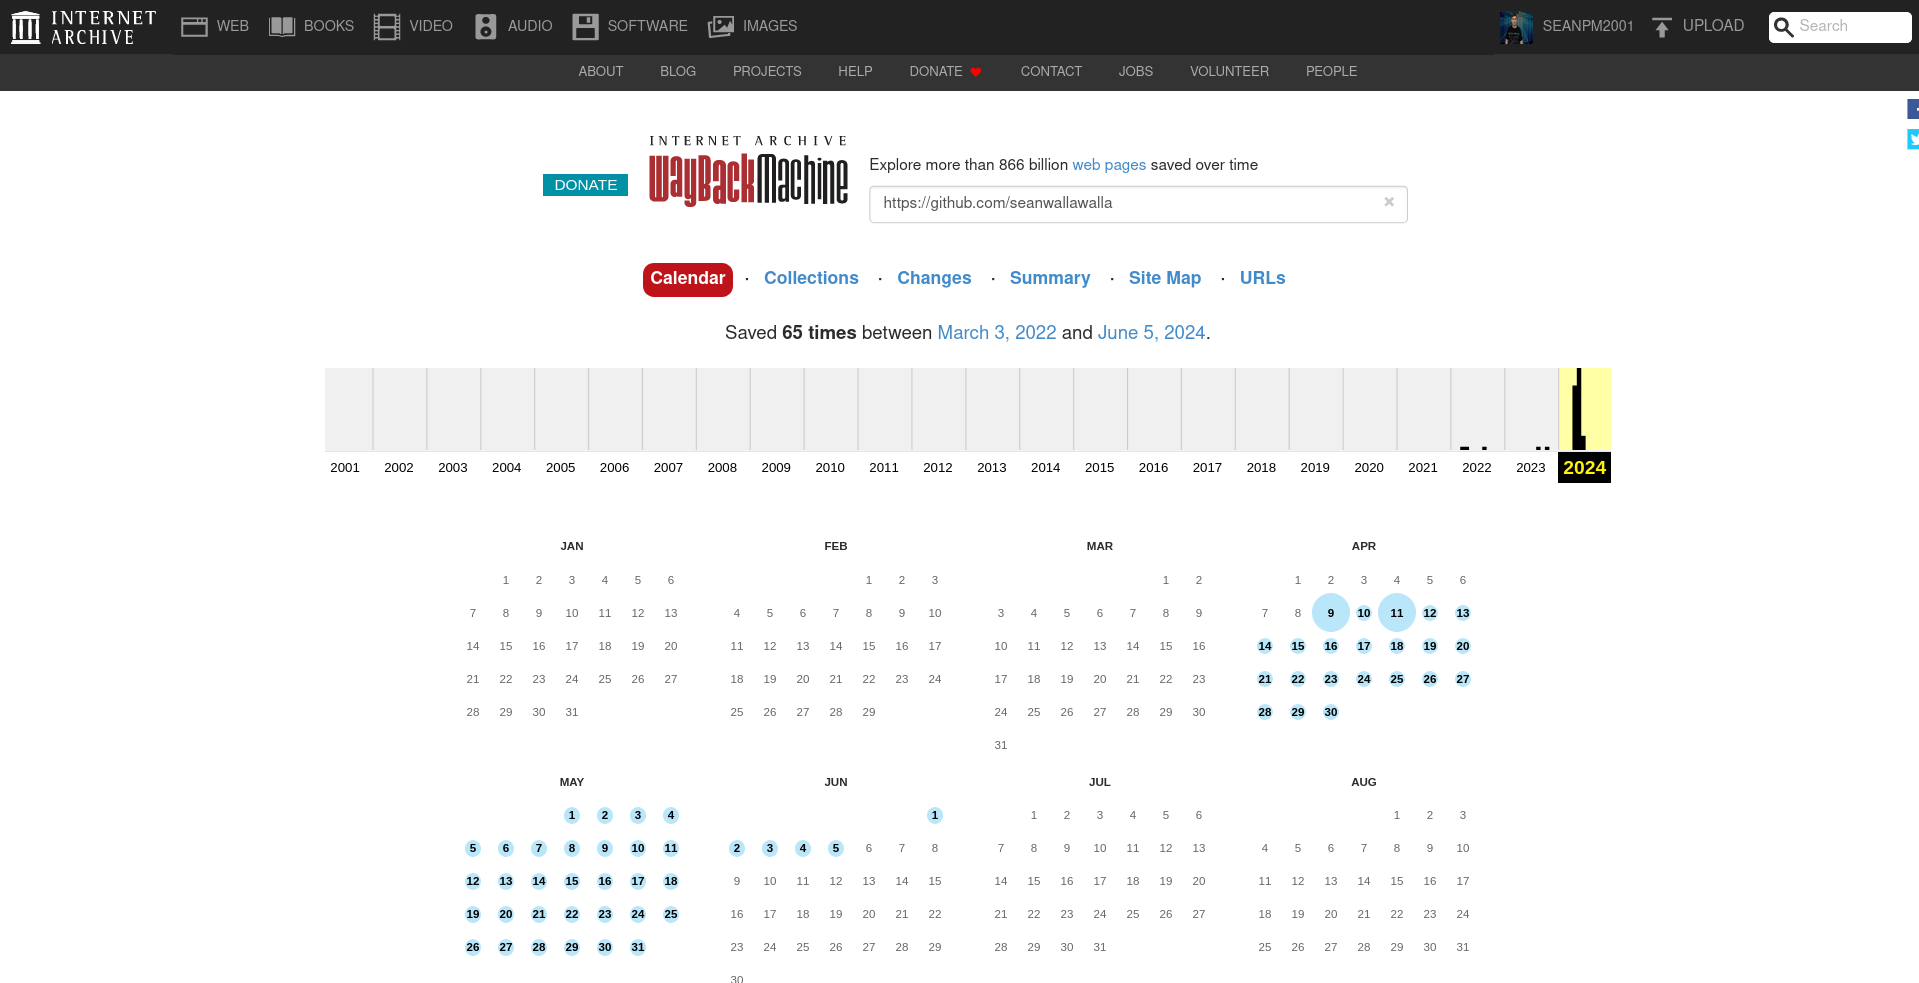 INTERNET ARCHIVE WEB BOOKS VIDEO AUDIO SOFTWARE IMAGES SEANPM2001 UPLOAD Search
ABOUT BLOG PROJECTS HELP DONATE CONTACT JOBS VOLUNTEER PEOPLE
INTERNET ARCHIVE
WayBackMachine
DONATE
Explore more than 866 billion web pages saved over time
https://github.com/seanwallawalla ×
Calendar · Collections · Changes · Summary · Site Map · URLs
Saved 65 times between March 3, 2022 and June 5, 2024.
2001 2002 2003 2004 2005 2006 2007 2008 2009 2010 2011 2012 2013 2014 2015 2016 2017 2018 2019 2020 2021 2022 2023 2024
JAN
1 2 3 4 5 6
7 8 9 10 11 12 13
14 15 16 17 18 19 20
21 22 23 24 25 26 27
28 29 30 31
FEB
1 2 3
4 5 6 7 8 9 10
11 12 13 14 15 16 17
18 19 20 21 22 23 24
25 26 27 28 29
MAR
1 2
3 4 5 6 7 8 9
10 11 12 13 14 15 16
17 18 19 20 21 22 23
24 25 26 27 28 29 30
31
APR
1 2 3 4 5 6
7 8 9 10 11 12 13
14 15 16 17 18 19 20
21 22 23 24 25 26 27
28 29 30
MAY
1 2 3 4
5 6 7 8 9 10 11
12 13 14 15 16 17 18
19 20 21 22 23 24 25
26 27 28 29 30 31
JUN
1
2 3 4 5 6 7 8
9 10 11 12 13 14 15
16 17 18 19 20 21 22
23 24 25 26 27 28 29
30
JUL
1 2 3 4 5 6
7 8 9 10 11 12 13
14 15 16 17 18 19 20
21 22 23 24 25 26 27
28 29 30 31
AUG
1 2 3
4 5 6 7 8 9 10
11 12 13 14 15 16 17
18 19 20 21 22 23 24
25 26 27 28 29 30 31